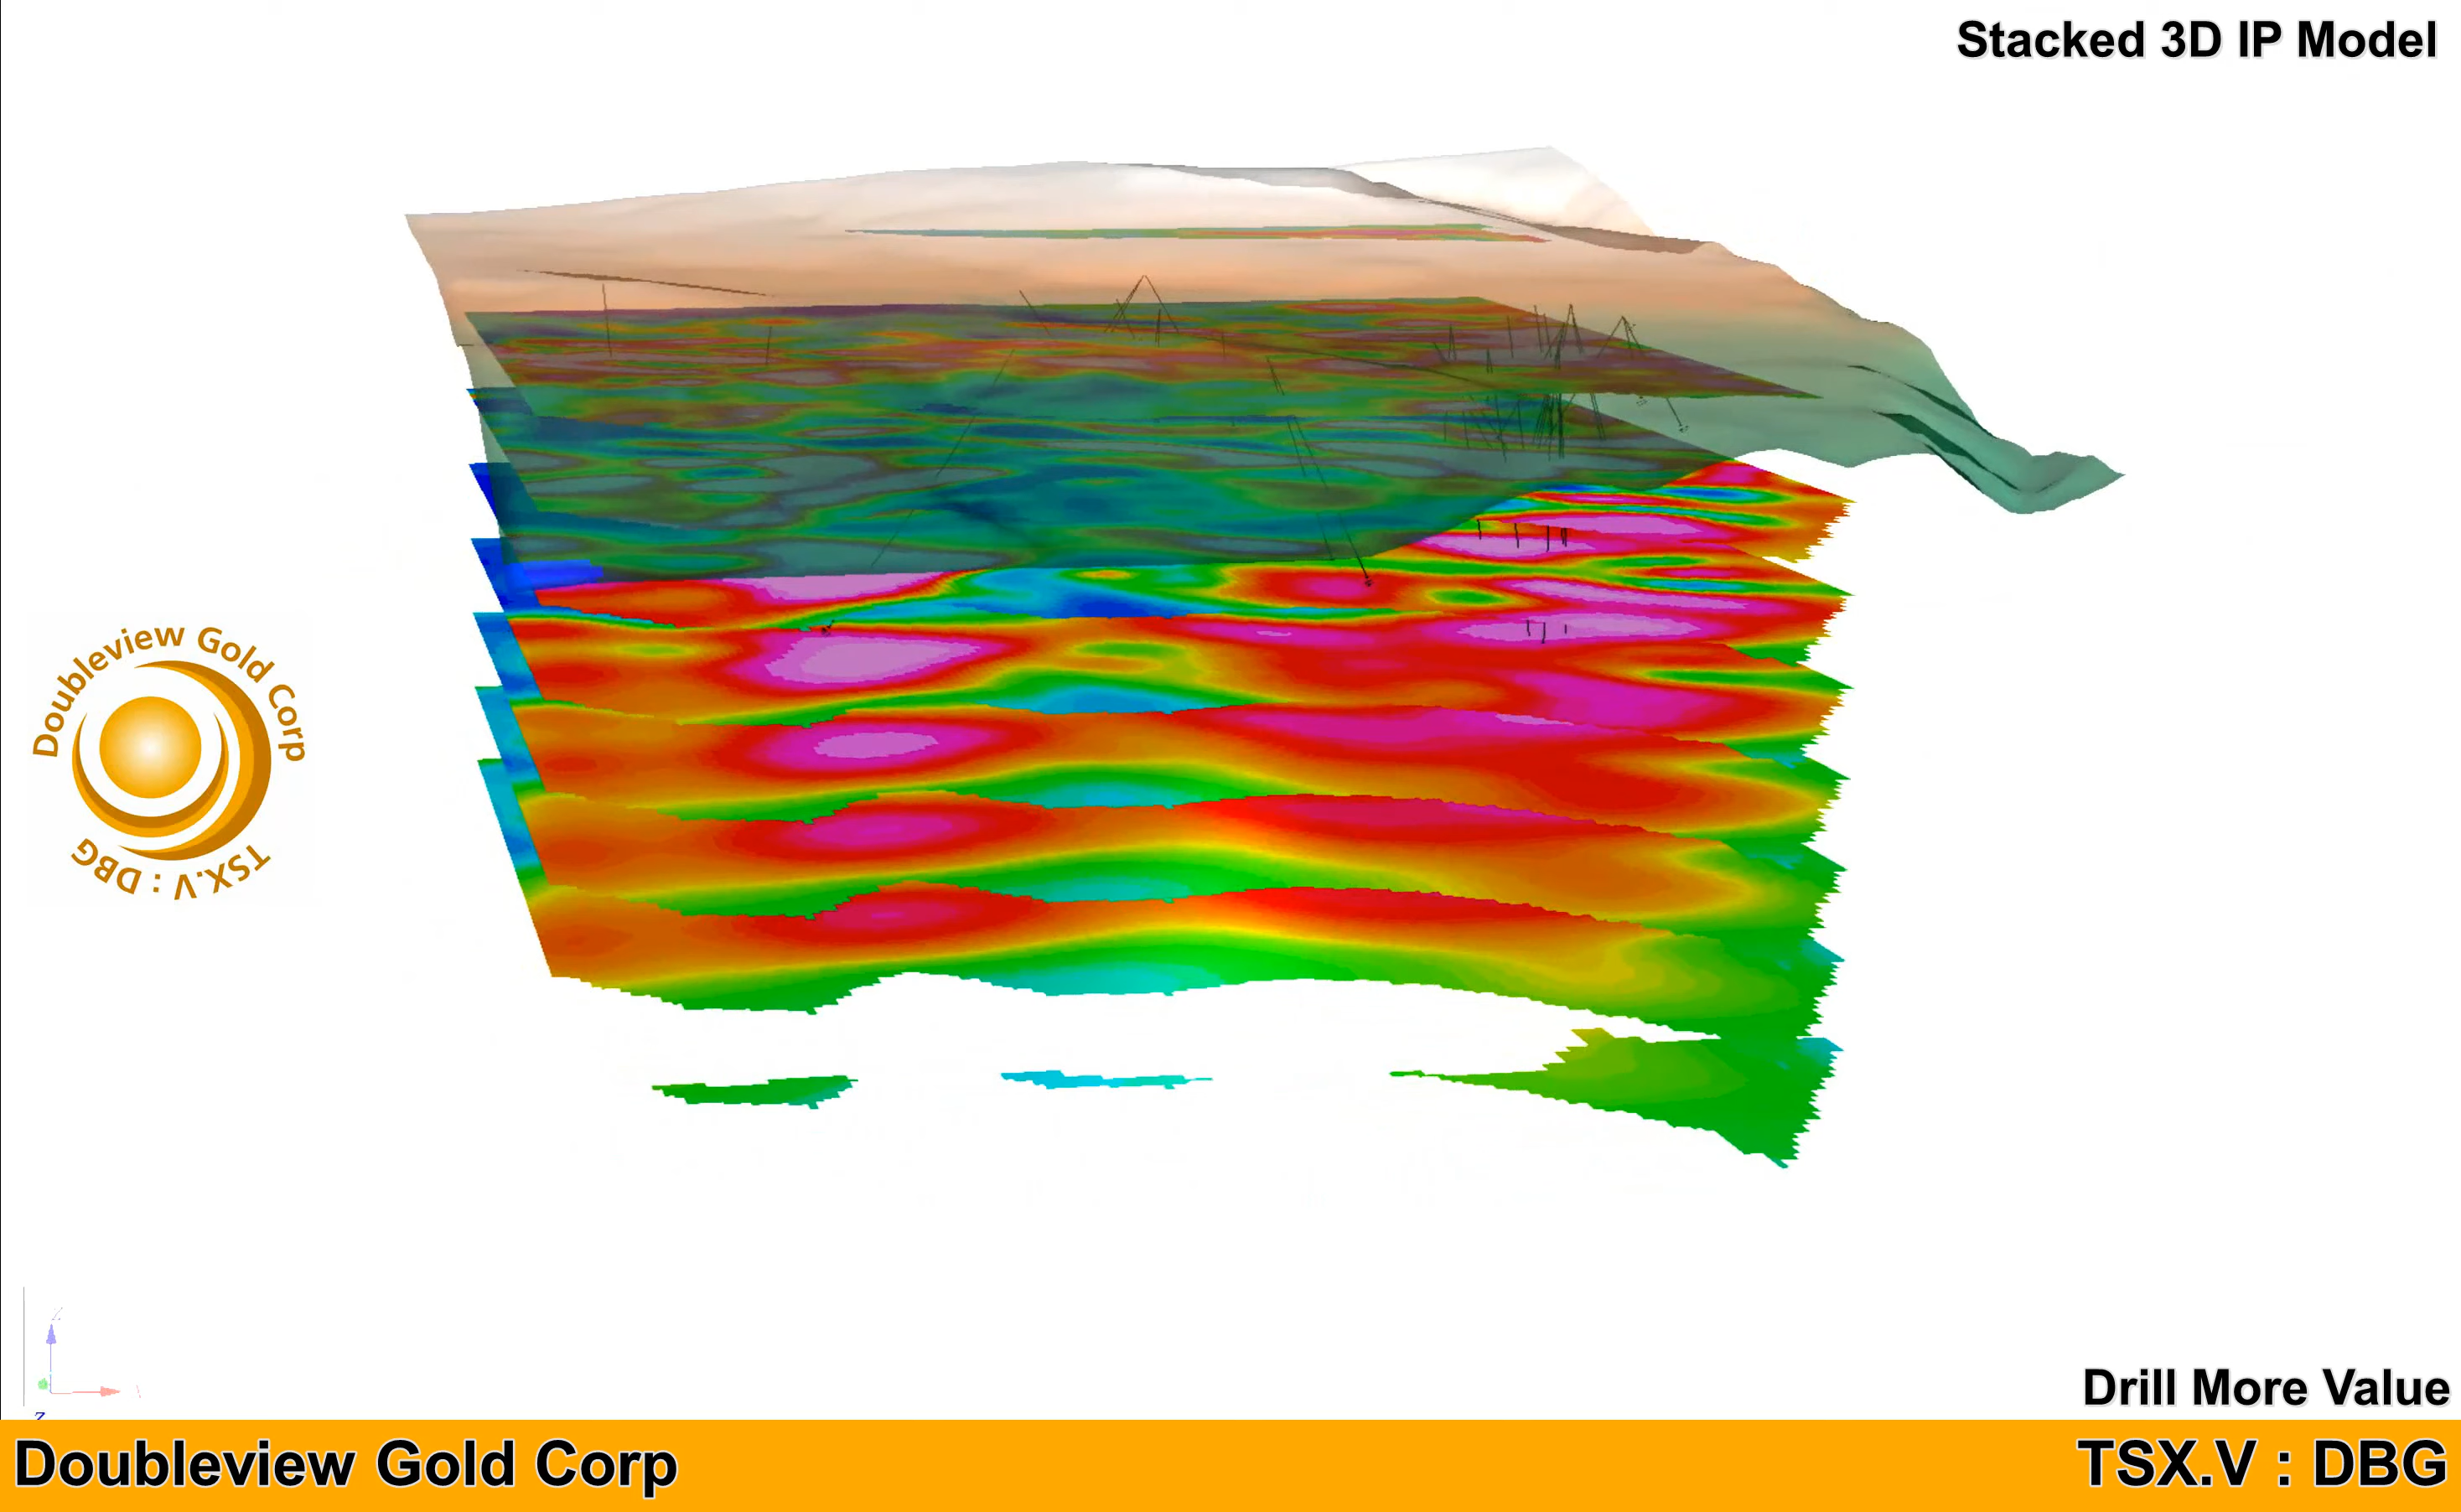 Stacked 3D IP Model
Doubleview Gold Corp
TSX.V : DBG
Z
Drill More Value
Doubleview Gold Corp
TSX.V : DBG